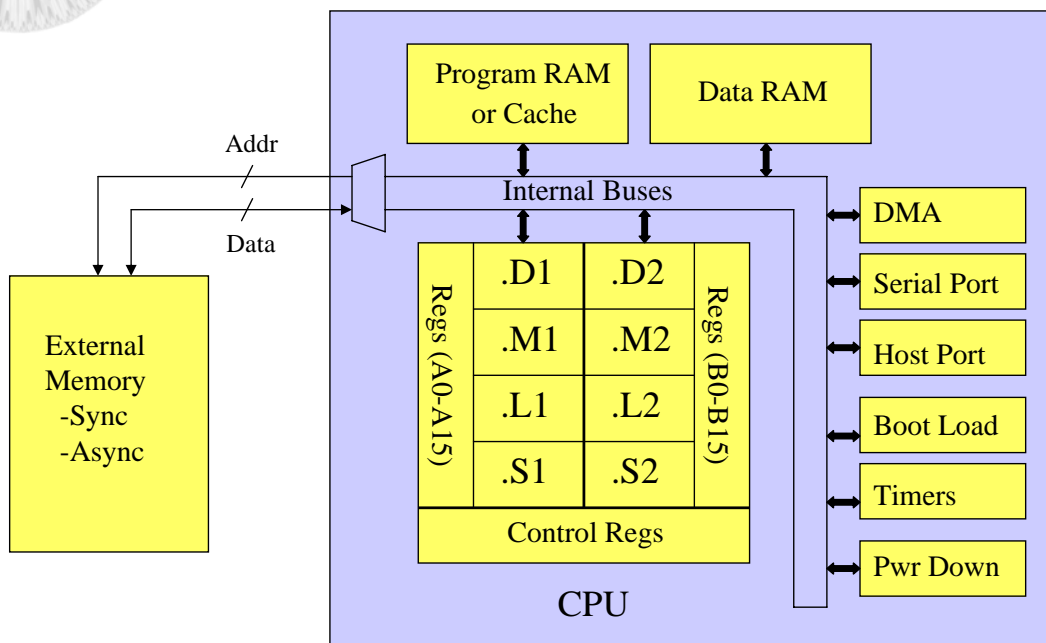 Program RAM
or Cache
Data RAM
Addr
Internal Buses
Data
DMA
Serial Port
Host Port
Boot Load
Timers
Pwr Down
External
Memory
-Sync
-Async
Regs (A0-A15)
.D1
.D2
.M1
.M2
.L1
.L2
.S1
.S2
Regs (B0-B15)
Control Regs
CPU